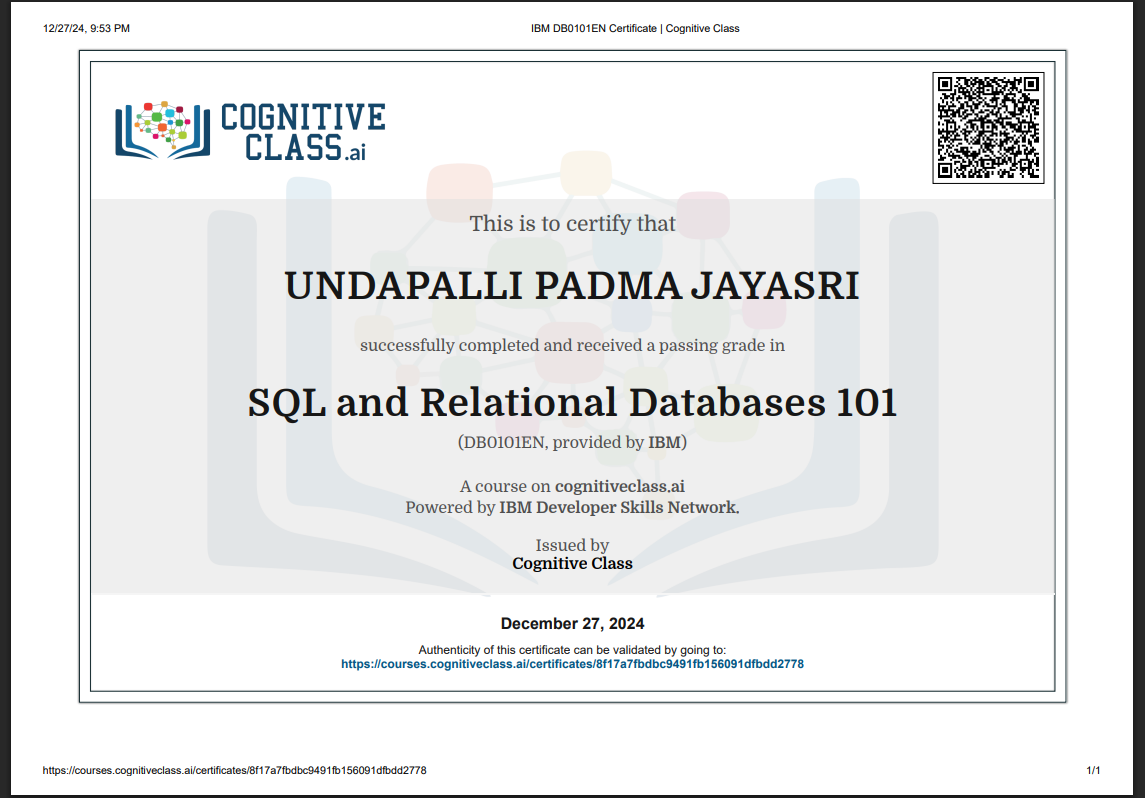 12/27/24, 9:53 PM
IBM DB0101EN Certificate | Cognitive Class
COGNITIVE
CLASS.ai
This is to certify that
UNDAPALLI PADMA JAYASRI
successfully completed and received a passing grade in
SQL and Relational Databases 101
(DB0101EN, provided by IBM)
A course on cognitiveclass.ai
Powered by IBM Developer Skills Network.
Issued by
Cognitive Class
December 27, 2024
Authenticity of this certificate can be validated by going to:
https://courses.cognitiveclass.ai/certificates/8f17a7fbdbc9491fb156091dfbdd2778
https://courses.cognitiveclass.ai/certificates/8f17a7fbdbc9491fb156091dfbdd2778
1/1